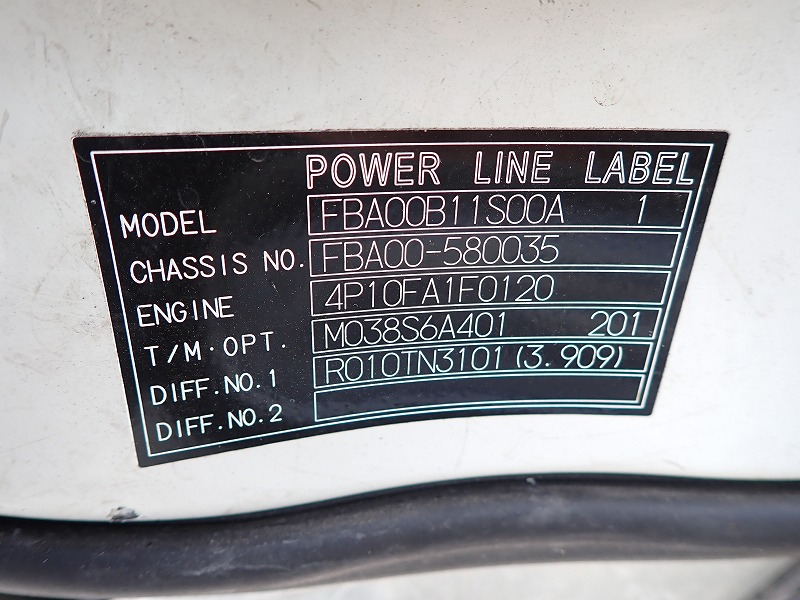 POWER LINE LABEL
MODEL FBA00B11S00A 1
CHASSIS NO. FBA00-580035
ENGINE 4P10FA1F0120
T/M·OPT. M038S6A401 201
DIFF.NO.1 R010TN3101(3.909)
DIFF.NO.2